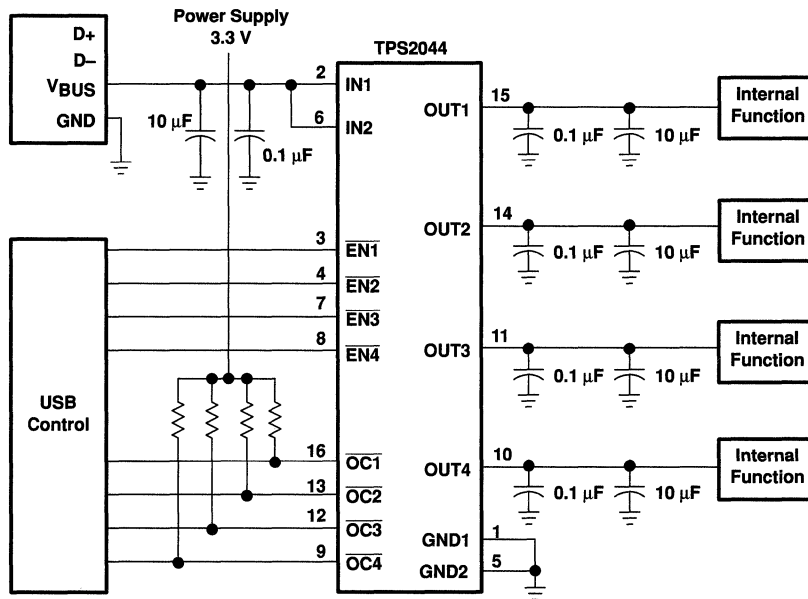 Power Supply
3.3 V
TPS2044
D+
D–
VBUS
GND
10 µF
0.1 µF
2
IN1
6
IN2
3
EN1
4
EN2
7
EN3
8
EN4
USB
Control
16
OC1
13
OC2
12
OC3
9
OC4
OUT1
15
0.1 µF
10 µF
Internal
Function
OUT2
14
0.1 µF
10 µF
Internal
Function
OUT3
11
0.1 µF
10 µF
Internal
Function
OUT4
10
0.1 µF
10 µF
Internal
Function
GND1
1
GND2
5